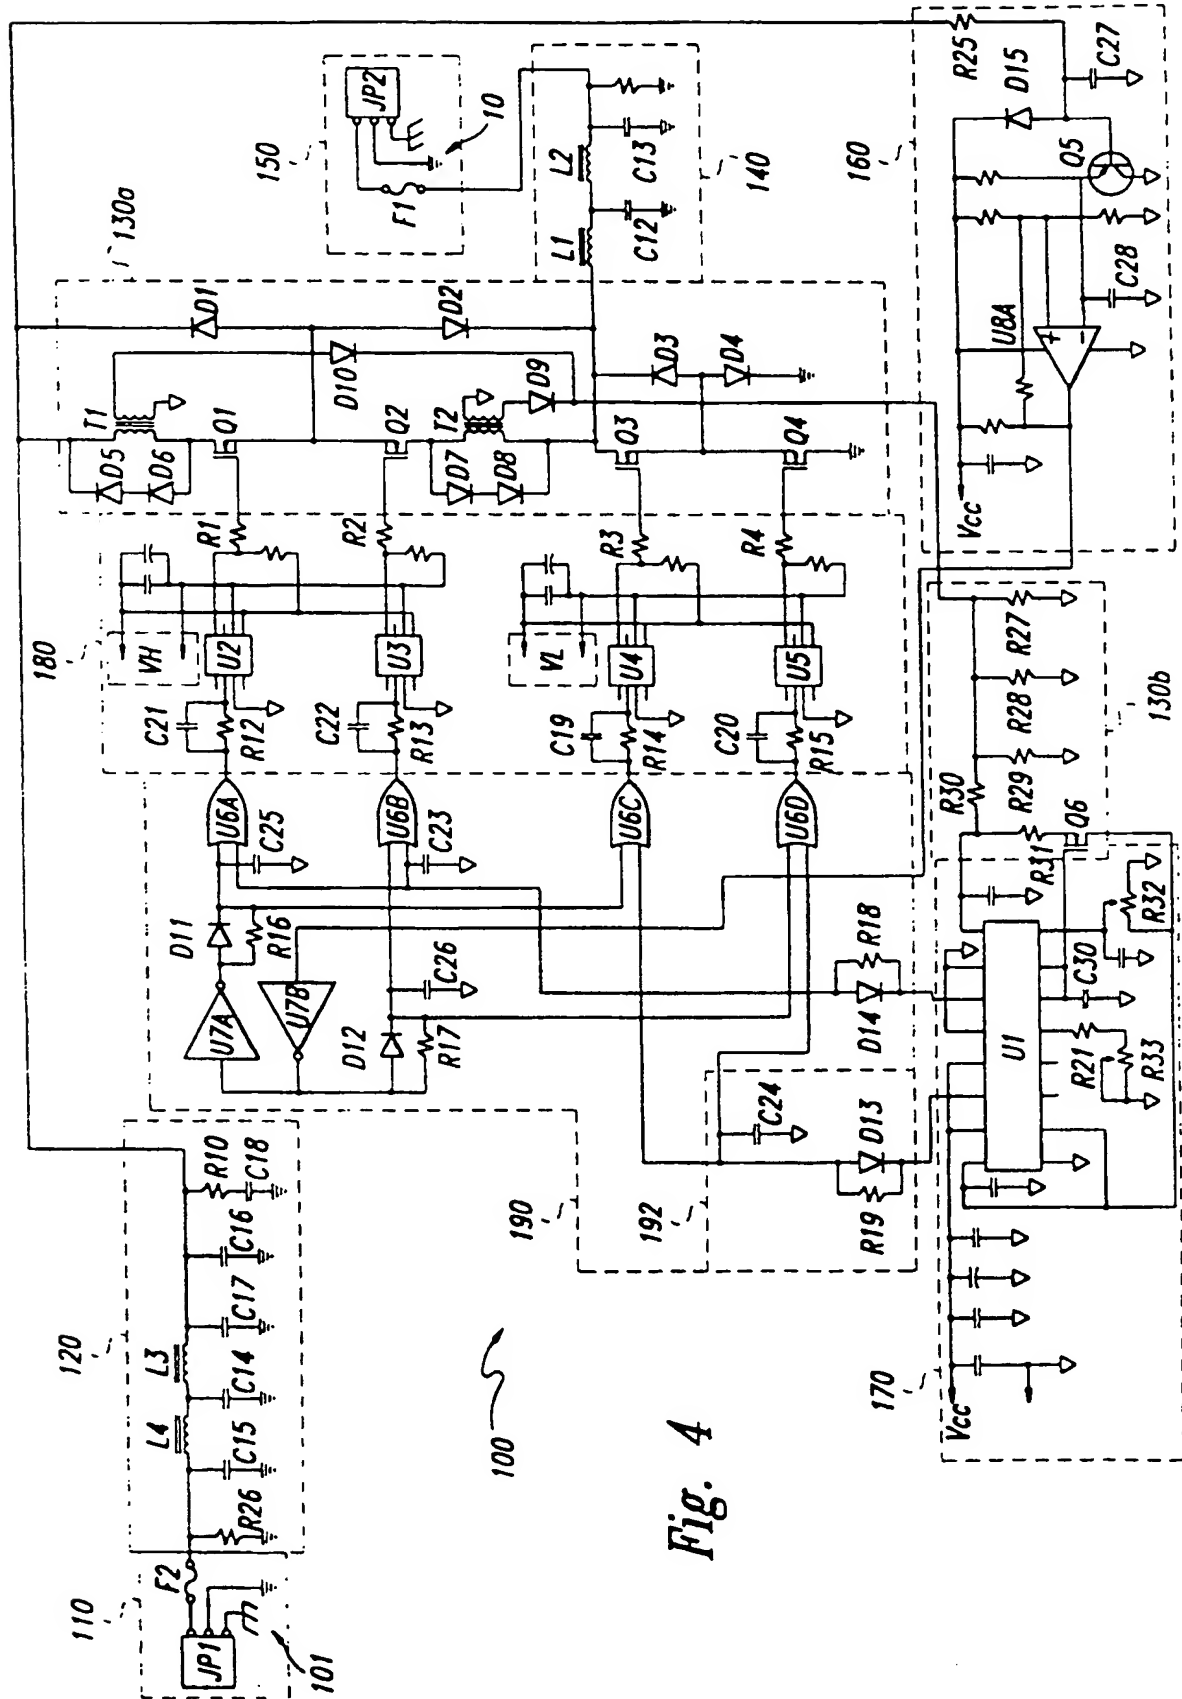 110
JP1
F2
101
120
R26
C15
L4
C14
L3
C17
C16
R10
C18
100
Fig. 4
190
192
U7A
D11
R16
U7B
D12
R17
C26
C25
C23
U6A
U6B
U6C
U6D
C24
D13
R19
D14
R18
180
VH
C21
R12
U2
R1
C22
R13
U3
R2
VL
C19
R14
U4
R3
C20
R15
U5
R4
130a
T1
D5
D6
Q1
D1
D10
Q2
D2
D7
D8
T2
D9
Q3
D3
Q4
D4
150
JP2
10
F1
140
L1
C12
L2
C13
160
R25
D15
C27
Q5
C28
U8A
+
-
Vcc
130b
R27
R28
R29
R30
R31
Q6
170
Vcc
U1
R21
R33
C30
R32